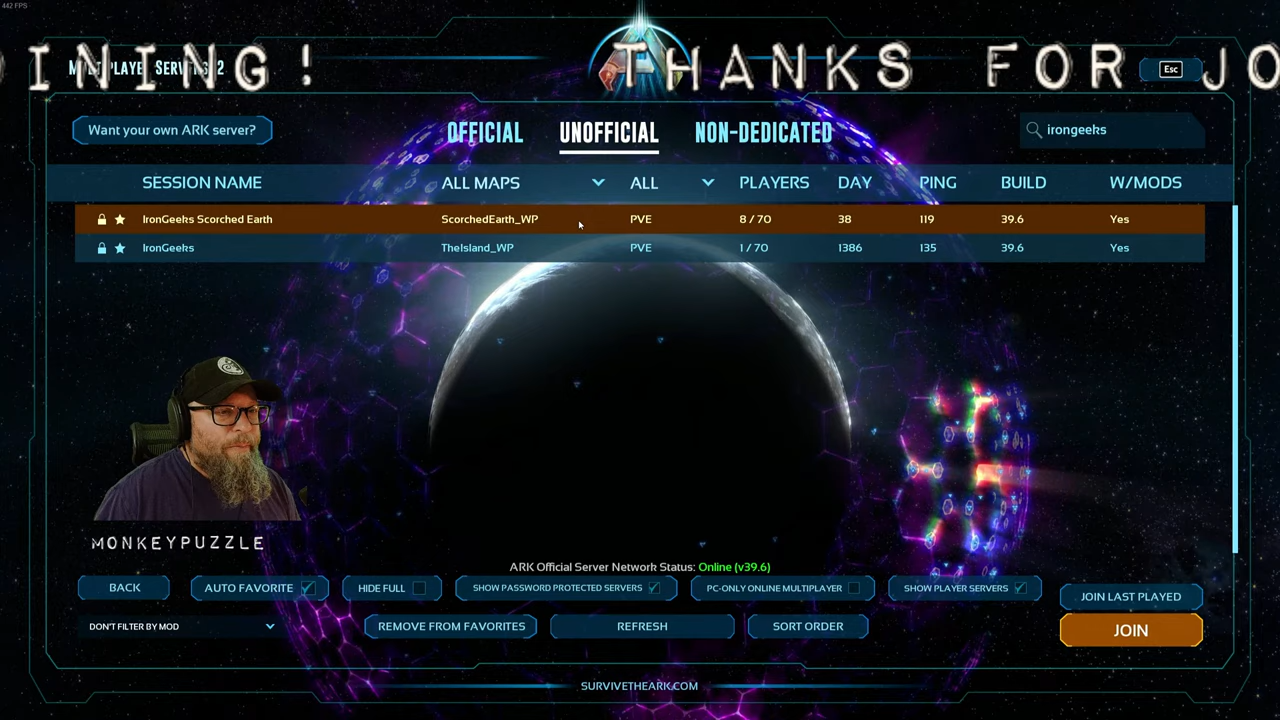 442 FPS
INING! THANKS FOR JO
Esc
Want your own ARK server?
OFFICIAL UNOFFICIAL NON-DEDICATED
irongeeks
SESSION NAME ALL MAPS ALL PLAYERS DAY PING BUILD W/MODS
IronGeeks Scorched Earth ScorchedEarth_WP PVE 8 / 70 38 119 39.6 Yes
IronGeeks TheIsland_WP PVE 1 / 70 1386 135 39.6 Yes
MONKEYPUZZLE
ARK Official Server Network Status: Online (v39.6)
BACK AUTO FAVORITE HIDE FULL SHOW PASSWORD PROTECTED SERVERS PC-ONLY ONLINE MULTIPLAYER SHOW PLAYER SERVERS JOIN LAST PLAYED
DON'T FILTER BY MOD REMOVE FROM FAVORITES REFRESH SORT ORDER JOIN
SURVIVETHEARK.COM